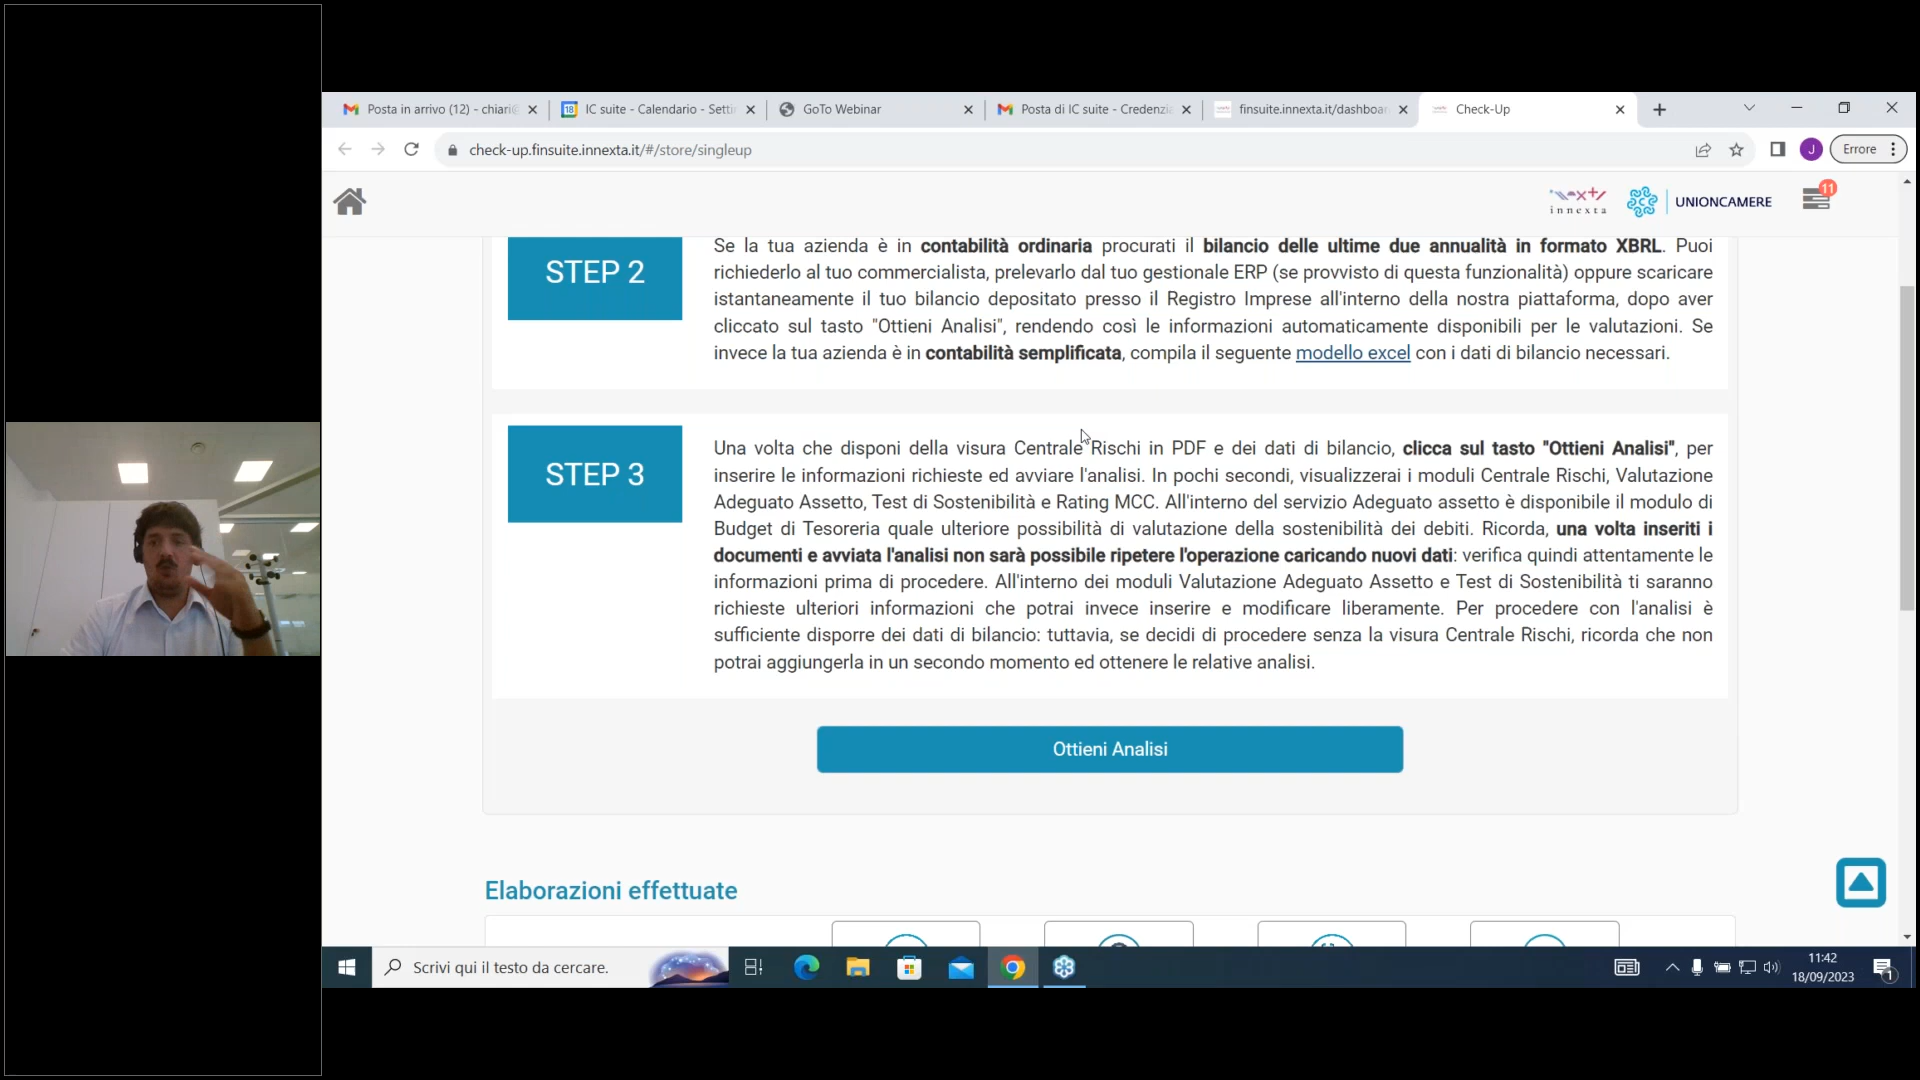 Posta in arrivo (12) - chiari@
IC suite - Calendario - Setti
GoTo Webinar
Posta di IC suite - Credenzia
finsuite.innexta.it/dashboar
Check-Up
check-up.finsuite.innexta.it/#/store/singleup
J
Errore
innexta
UNIONCAMERE
11
STEP 2
Se la tua azienda è in contabilità ordinaria procurati il bilancio delle ultime due annualità in formato XBRL. Puoi
richiederlo al tuo commercialista, prelevarlo dal tuo gestionale ERP (se provvisto di questa funzionalità) oppure scaricare
istantaneamente il tuo bilancio depositato presso il Registro Imprese all'interno della nostra piattaforma, dopo aver
cliccato sul tasto "Ottieni Analisi", rendendo così le informazioni automaticamente disponibili per le valutazioni. Se
invece la tua azienda è in contabilità semplificata, compila il seguente modello excel con i dati di bilancio necessari.
STEP 3
Una volta che disponi della visura Centrale Rischi in PDF e dei dati di bilancio, clicca sul tasto "Ottieni Analisi", per
inserire le informazioni richieste ed avviare l'analisi. In pochi secondi, visualizzerai i moduli Centrale Rischi, Valutazione
Adeguato Assetto, Test di Sostenibilità e Rating MCC. All'interno del servizio Adeguato assetto è disponibile il modulo di
Budget di Tesoreria quale ulteriore possibilità di valutazione della sostenibilità dei debiti. Ricorda, una volta inseriti i
documenti e avviata l'analisi non sarà possibile ripetere l'operazione caricando nuovi dati: verifica quindi attentamente le
informazioni prima di procedere. All'interno dei moduli Valutazione Adeguato Assetto e Test di Sostenibilità ti saranno
richieste ulteriori informazioni che potrai invece inserire e modificare liberamente. Per procedere con l'analisi è
sufficiente disporre dei dati di bilancio: tuttavia, se decidi di procedere senza la visura Centrale Rischi, ricorda che non
potrai aggiungerla in un secondo momento ed ottenere le relative analisi.
Ottieni Analisi
Elaborazioni effettuate
Scrivi qui il testo da cercare.
11:42
18/09/2023
1